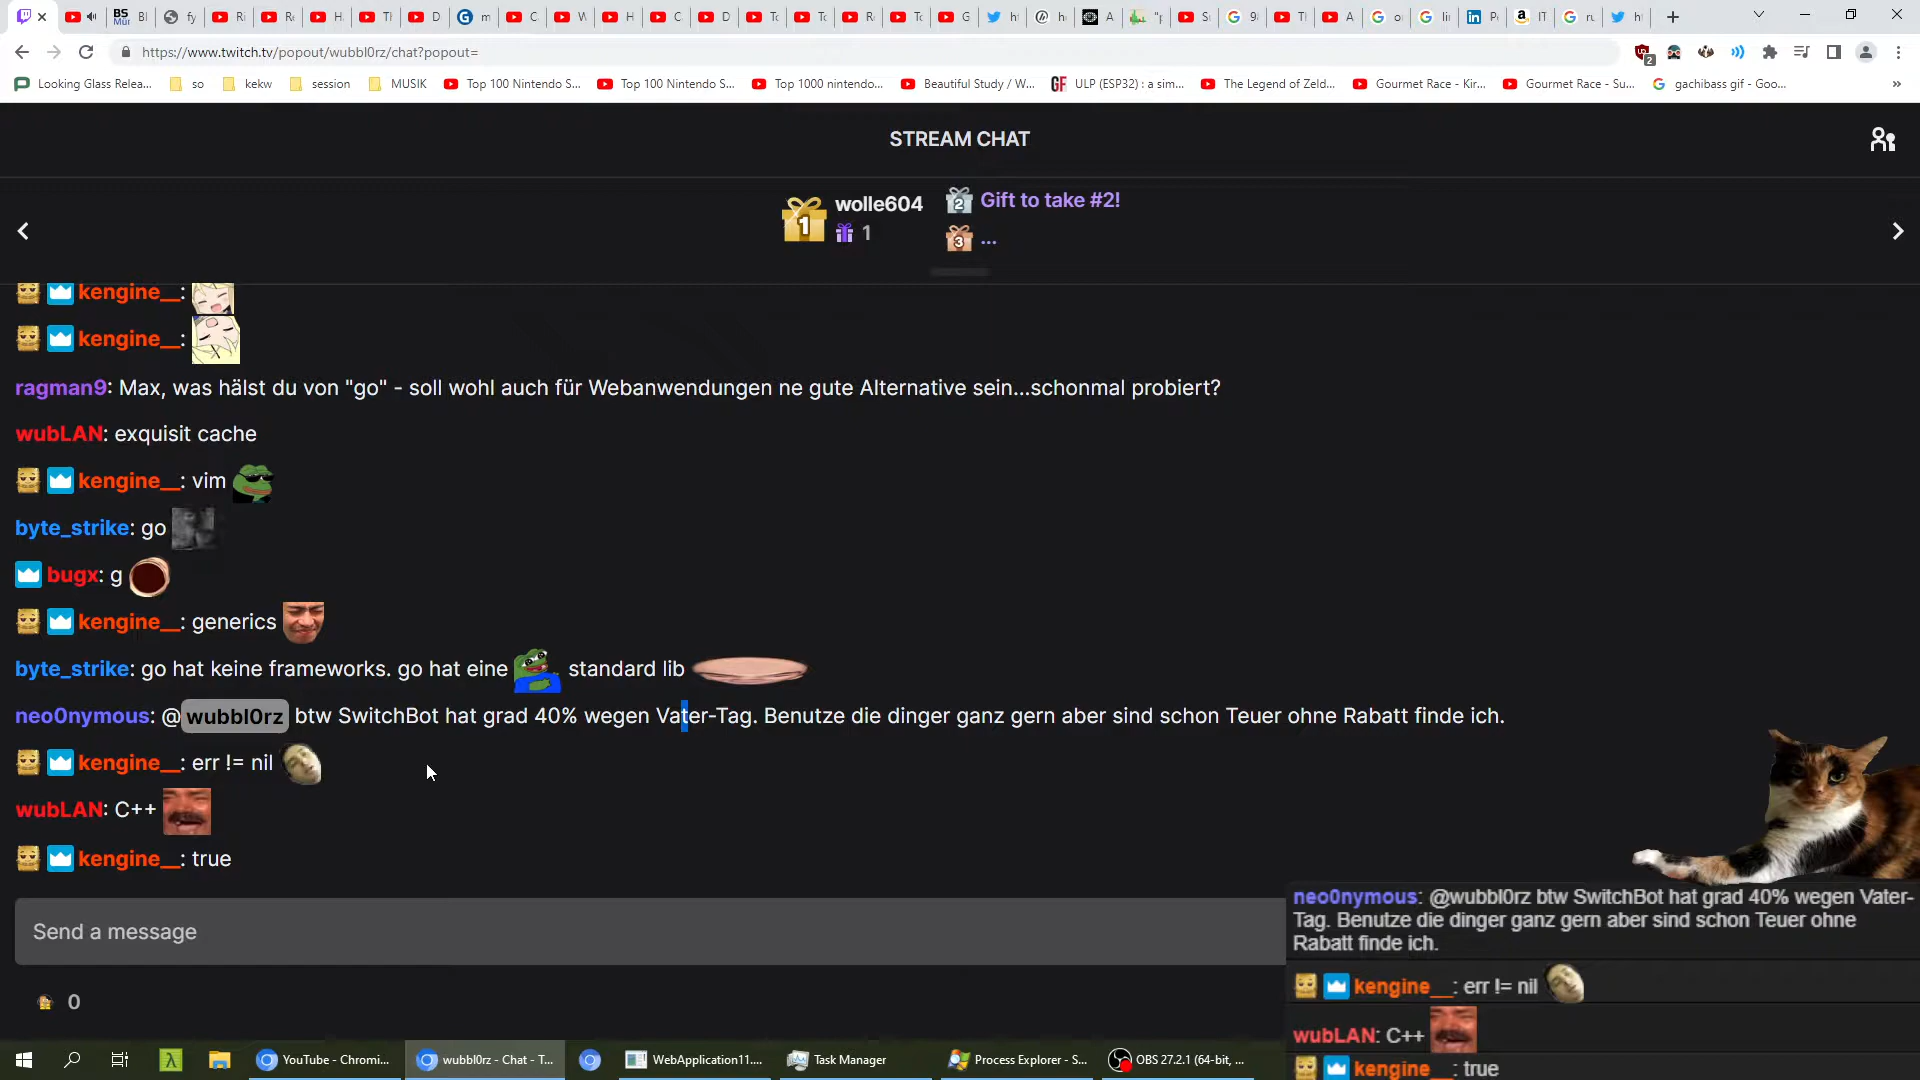 https://www.twitch.tv/popout/wubbl0rz/chat?popout=
Looking Glass Relea...
so
kekw
session
MUSIK
Top 100 Nintendo S...
Top 100 Nintendo S...
Top 1000 nintendo...
Beautiful Study / W...
ULP (ESP32) : a sim...
The Legend of Zeld...
Gourmet Race - Kir...
Gourmet Race - Su...
gachibass gif - Goo...
STREAM CHAT
wolle604
1
1
2 Gift to take #2!
3 ...
kengine__:
kengine__:
ragman9: Max, was hälst du von "go" - soll wohl auch für Webanwendungen ne gute Alternative sein...schonmal probiert?
wubLAN: exquisit cache
kengine__: vim
byte_strike: go
bugx: g
kengine__: generics
byte_strike: go hat keine frameworks. go hat eine standard lib
neo0nymous: @wubbl0rz btw SwitchBot hat grad 40% wegen Vater-Tag. Benutze die dinger ganz gern aber sind schon Teuer ohne Rabatt finde ich.
kengine__: err != nil
wubLAN: C++
kengine__: true
Send a message
0
neo0nymous: @wubbl0rz btw SwitchBot hat grad 40% wegen Vater-
Tag. Benutze die dinger ganz gern aber sind schon Teuer ohne
Rabatt finde ich.
kengine__: err != nil
wubLAN: C++
kengine__: true
YouTube - Chromi...
wubbl0rz - Chat - T...
WebApplication11....
Task Manager
Process Explorer - S...
OBS 27.2.1 (64-bit, ...